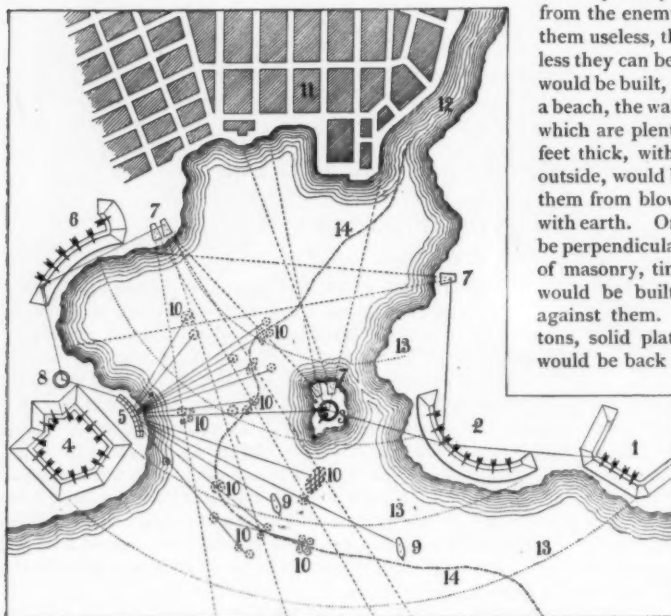 from the enem
them useless, th
less they can be
would be built,
a beach, the wa
which are plent
feet thick, with
outside, would b
them from blow
with earth. On
be perpendicula
of masonry, tin
would be built
against them.
tons, solid plat
would be back
11
12
6
7
14
7
10
10
13
8
7
5
10
10
3
2
4
1
10
10
9
13
10
10
9
13
14